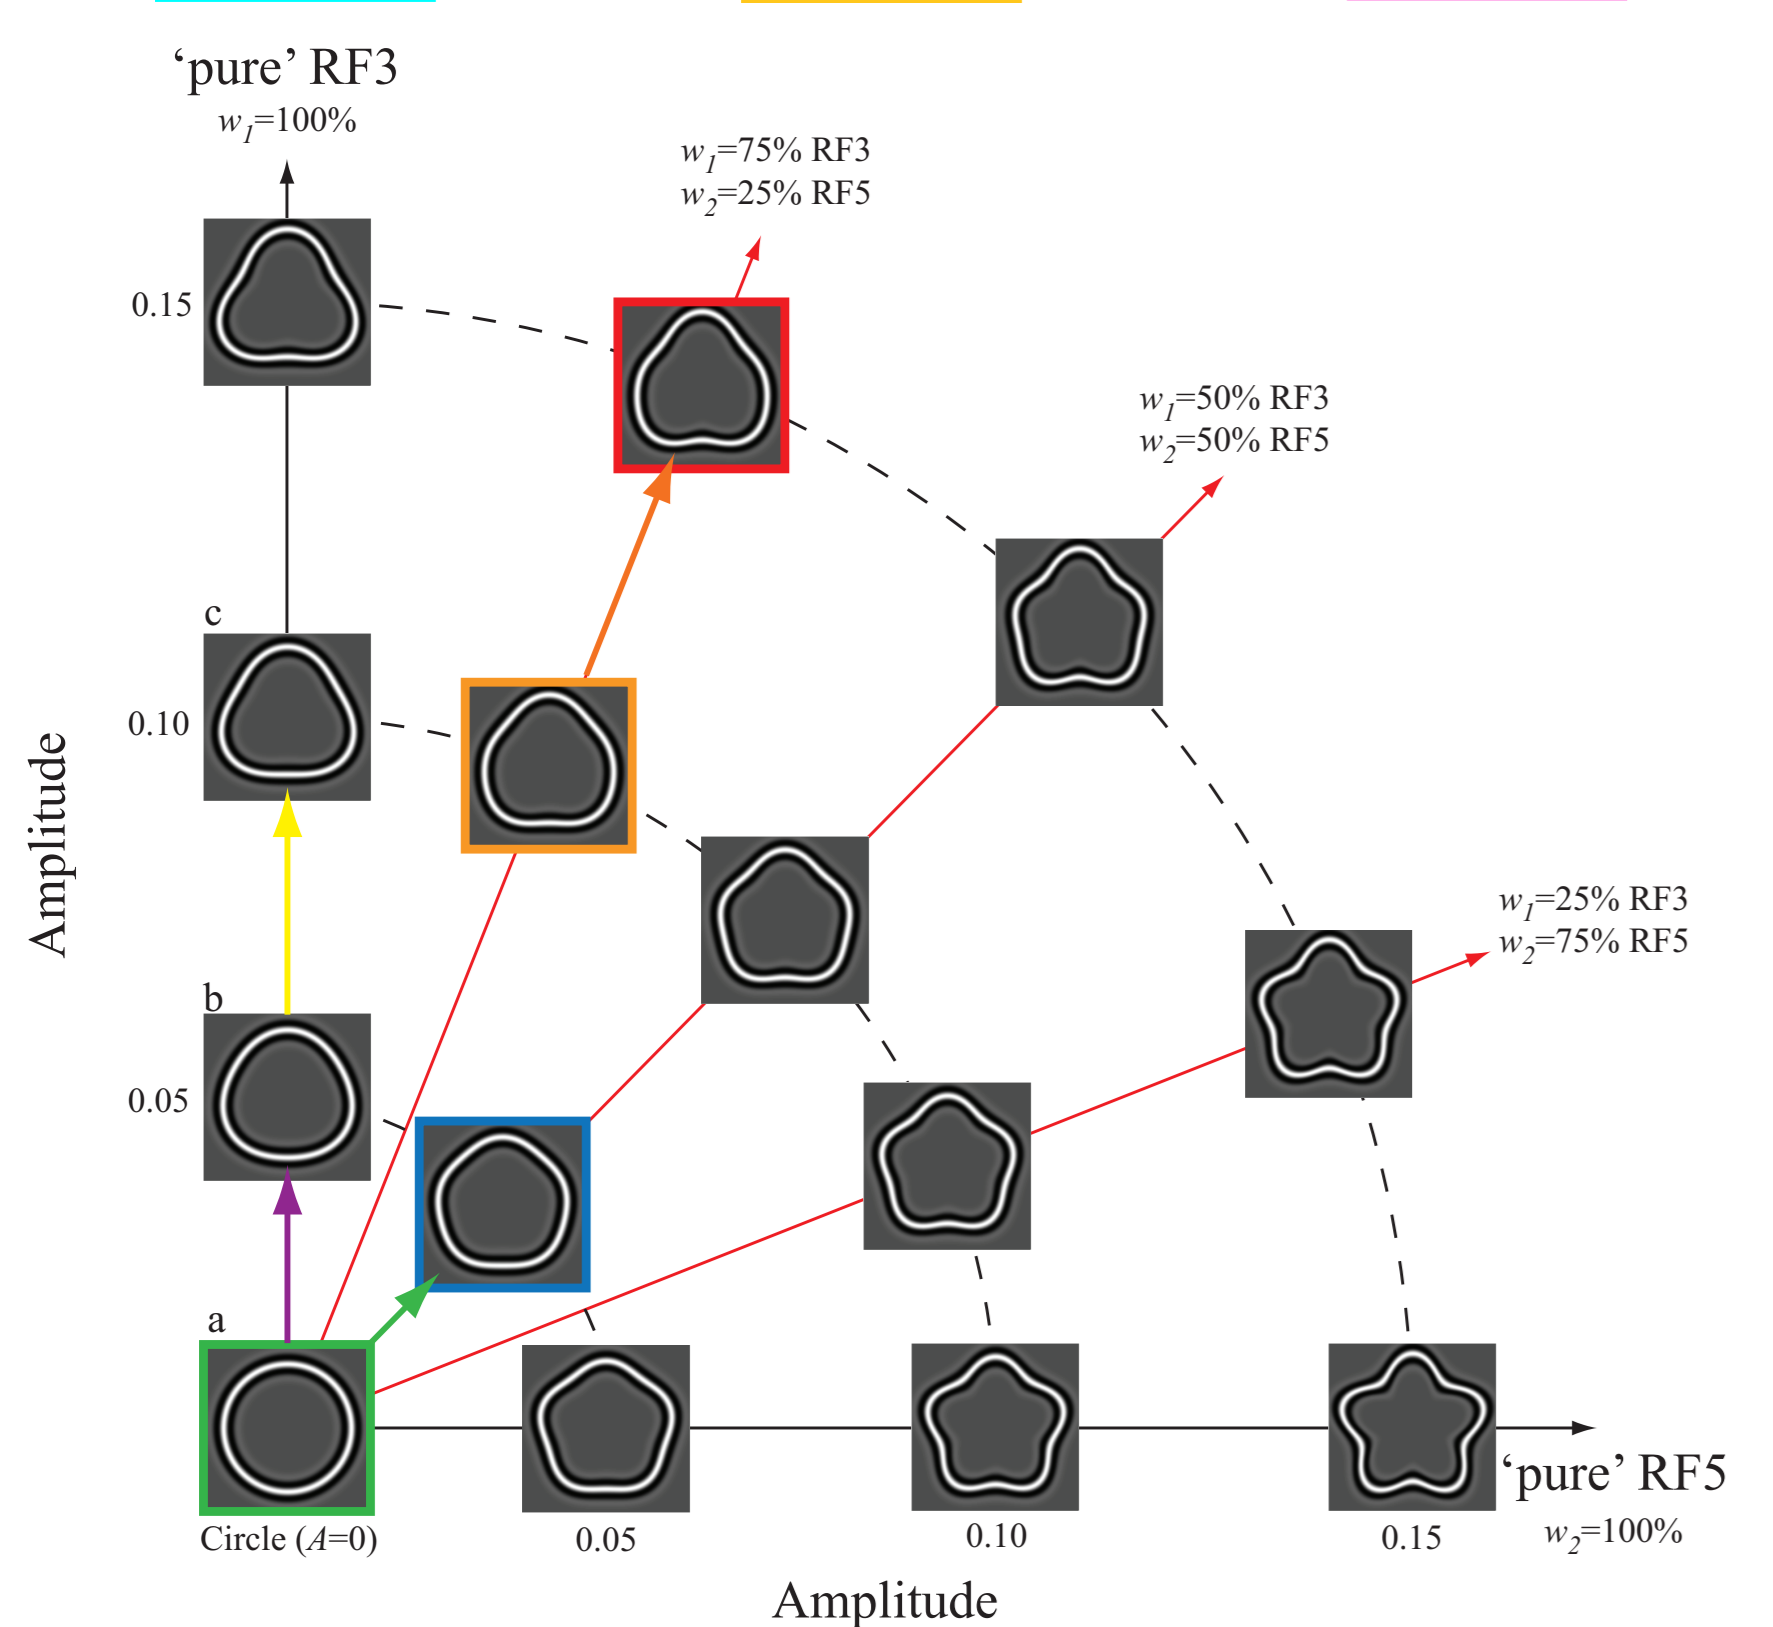 ‘pure’ RF3
w1=100%
w1=75% RF3
w2=25% RF5
0.15
w1=50% RF3
w2=50% RF5
c
0.10
Amplitude
w1=25% RF3
w2=75% RF5
b
0.05
a
‘pure’ RF5
w2=100%
Circle (A=0)
0.05
0.10
0.15
Amplitude